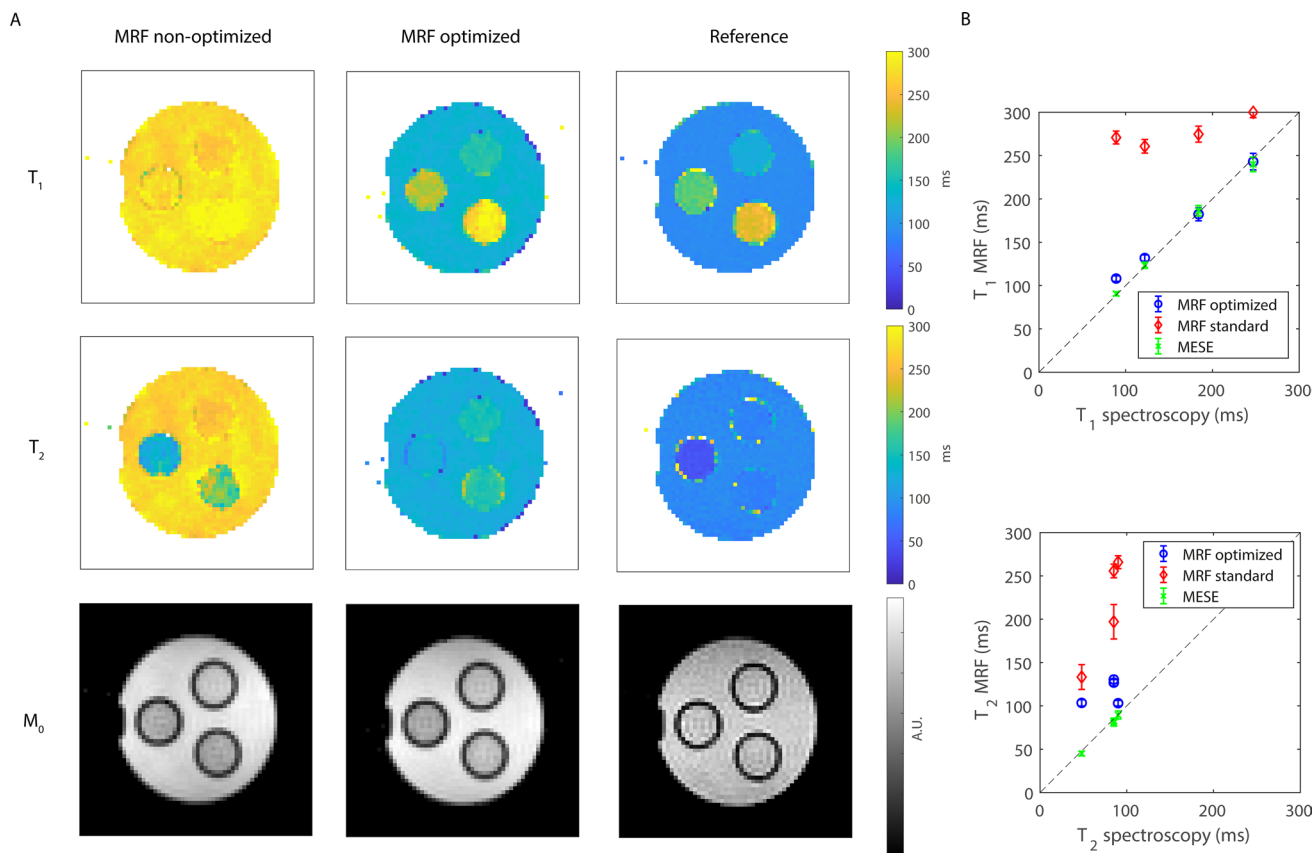 A
MRF non-optimized
MRF optimized
Reference
T1
300
250
200
150
100
50
0
ms
T2
300
250
200
150
100
50
0
ms
M0
A.U.
B
300
250
200
150
100
50
0
T1 MRF (ms)
MRF optimized
MRF standard
MESE
0
100
200
300
T1 spectroscopy (ms)
300
250
200
150
100
50
0
T2 MRF (ms)
MRF optimized
MRF standard
MESE
0
100
200
300
T2 spectroscopy (ms)